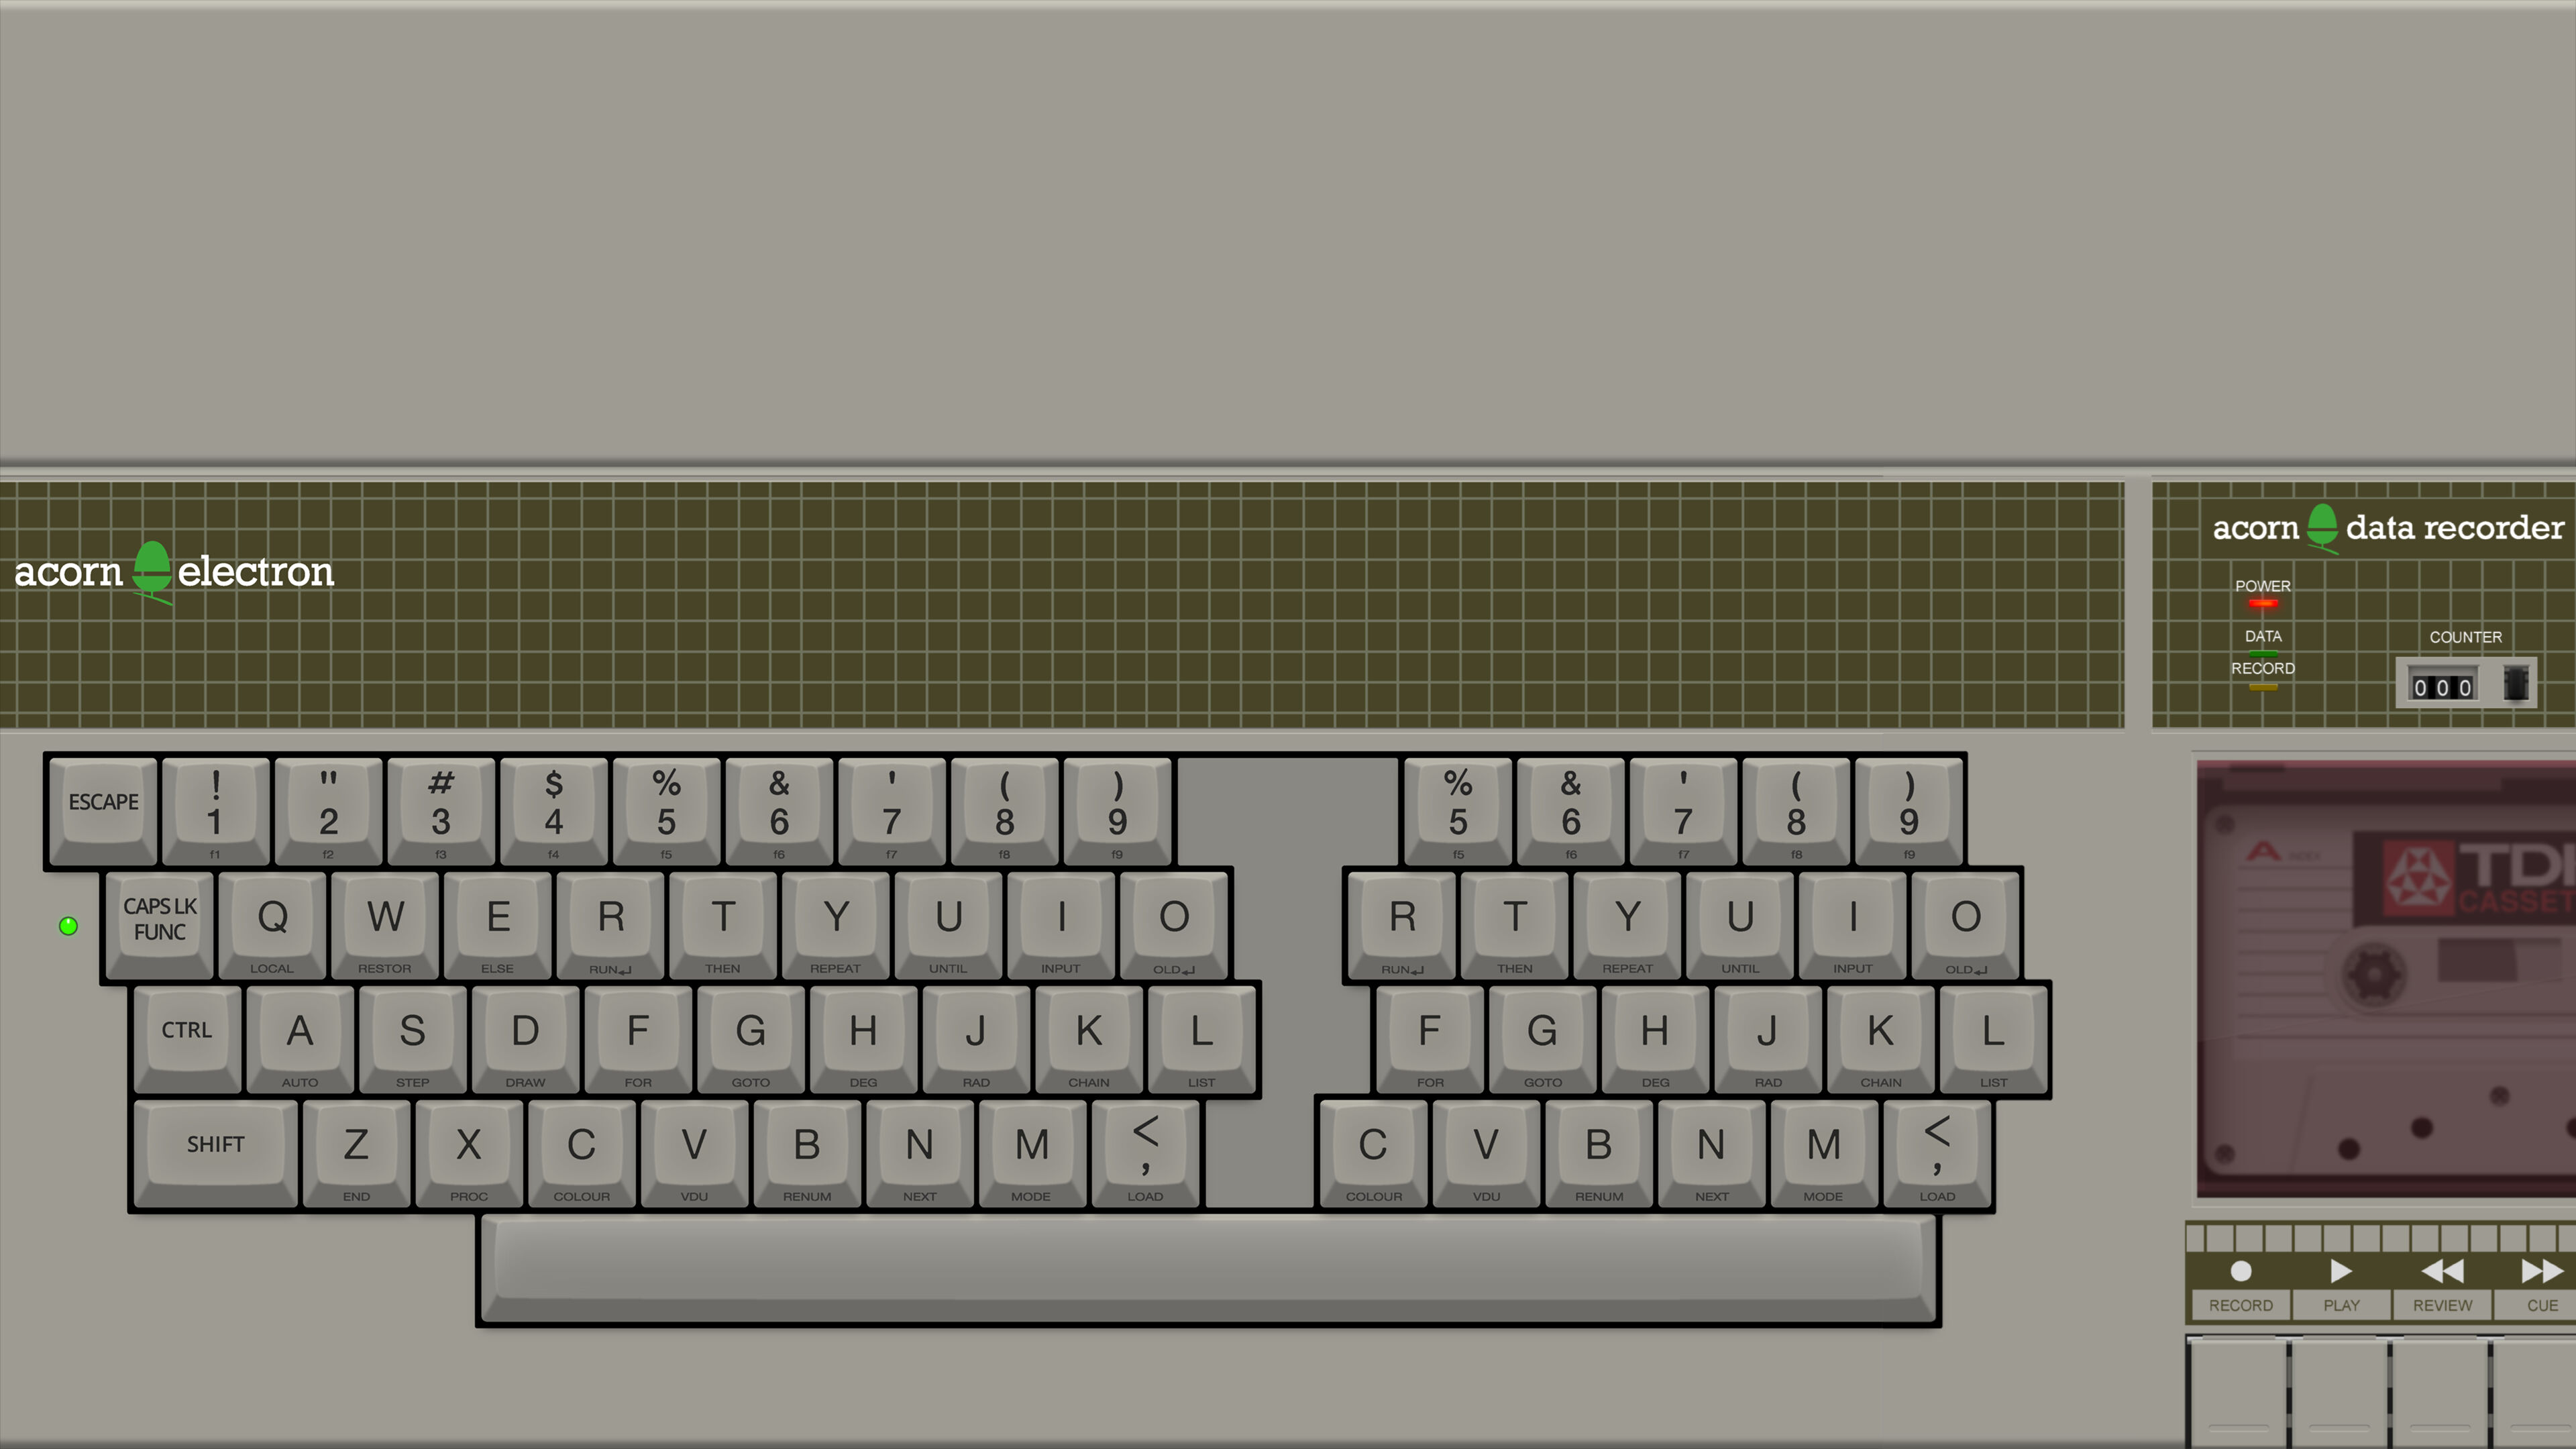 acorn electron
acorn data recorder
POWER
DATA
RECORD
COUNTER
000
ESCAPE ! 1 f1 " 2 f2 # 3 f3 $ 4 f4 % 5 f5 & 6 f6 ' 7 f7 ( 8 f8 ) 9 f9
% 5 f5 & 6 f6 ' 7 f7 ( 8 f8 ) 9 f9
CAPS LK FUNC Q LOCAL W RESTOR E ELSE R RUN↵ T THEN Y REPEAT U UNTIL I INPUT O OLD↵
R RUN↵ T THEN Y REPEAT U UNTIL I INPUT O OLD↵
CTRL A AUTO S STEP D DRAW F FOR G GOTO H DEG J RAD K CHAIN L LIST
F FOR G GOTO H DEG J RAD K CHAIN L LIST
SHIFT Z END X PROC C COLOUR V VDU B RENUM N NEXT M MODE < , LOAD
C COLOUR V VDU B RENUM N NEXT M MODE < , LOAD
A INDEX
RECORD PLAY REVIEW CUE